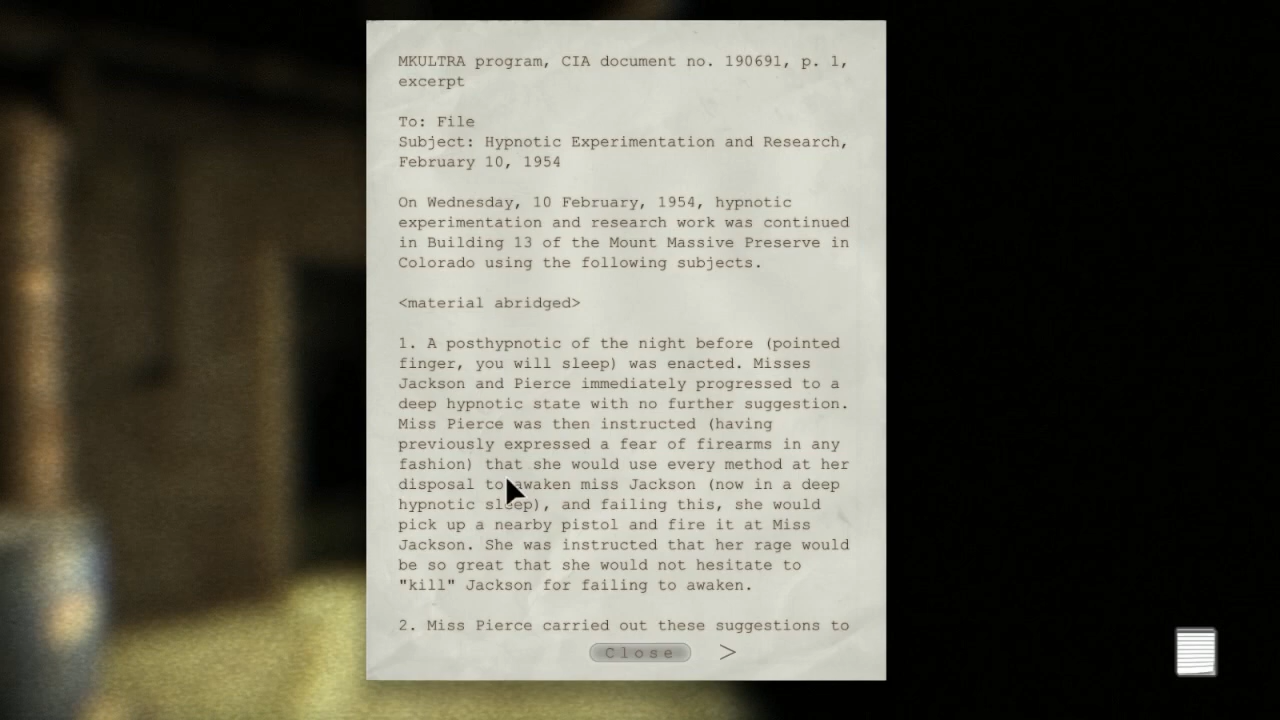 MKULTRA program, CIA document no. 190691, p. 1,
excerpt
To: File
Subject: Hypnotic Experimentation and Research,
February 10, 1954
On Wednesday, 10 February, 1954, hypnotic
experimentation and research work was continued
in Building 13 of the Mount Massive Preserve in
Colorado using the following subjects.
<material abridged>
1. A posthypnotic of the night before (pointed
finger, you will sleep) was enacted. Misses
Jackson and Pierce immediately progressed to a
deep hypnotic state with no further suggestion.
Miss Pierce was then instructed (having
previously expressed a fear of firearms in any
fashion) that she would use every method at her
disposal to awaken miss Jackson (now in a deep
hypnotic sleep), and failing this, she would
pick up a nearby pistol and fire it at Miss
Jackson. She was instructed that her rage would
be so great that she would not hesitate to
"kill" Jackson for failing to awaken.
2. Miss Pierce carried out these suggestions to
Close >